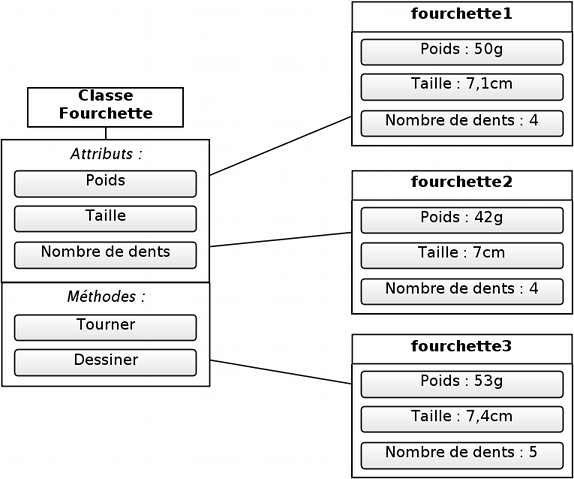 Classe
Fourchette
Attributs :
Poids
Taille
Nombre de dents
Méthodes :
Tourner
Dessiner
fourchette1
Poids : 50g
Taille : 7,1cm
Nombre de dents : 4
fourchette2
Poids : 42g
Taille : 7cm
Nombre de dents : 4
fourchette3
Poids : 53g
Taille : 7,4cm
Nombre de dents : 5